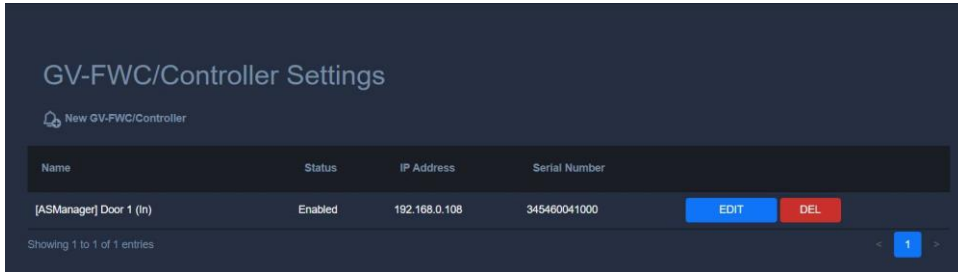 GV-FWC/Controller Settings
New GV-FWC/Controller
Name Status IP Address Serial Number
[ASManager] Door 1 (In) Enabled 192.168.0.108 345460041000 EDIT DEL
Showing 1 to 1 of 1 entries < 1 >